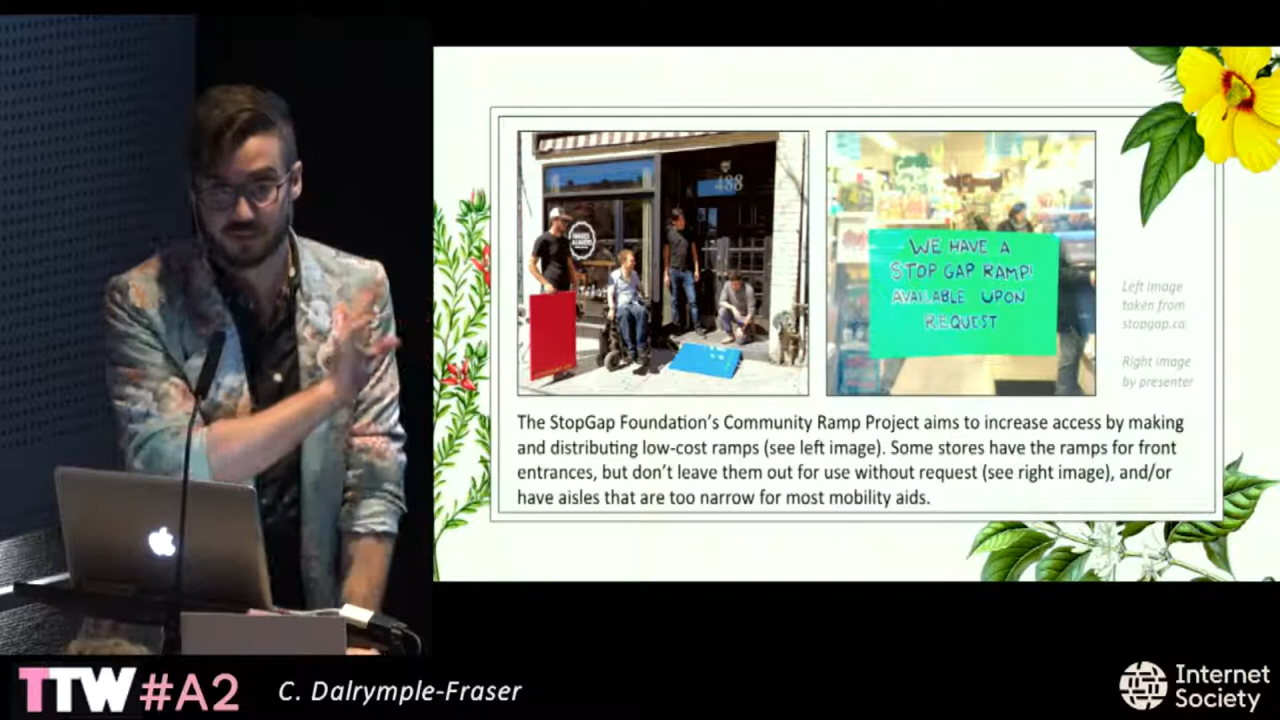 488
WE HAVE A
STOP GAP RAMP!
AVAILABLE UPON
REQUEST
Left image
taken from
stopgap.ca
Right image
by presenter
The StopGap Foundation's Community Ramp Project aims to increase access by making
and distributing low-cost ramps (see left image). Some stores have the ramps for front
entrances, but don't leave them out for use without request (see right image), and/or
have aisles that are too narrow for most mobility aids.
TTW#A2
C. Dalrymple-Fraser
Internet
Society